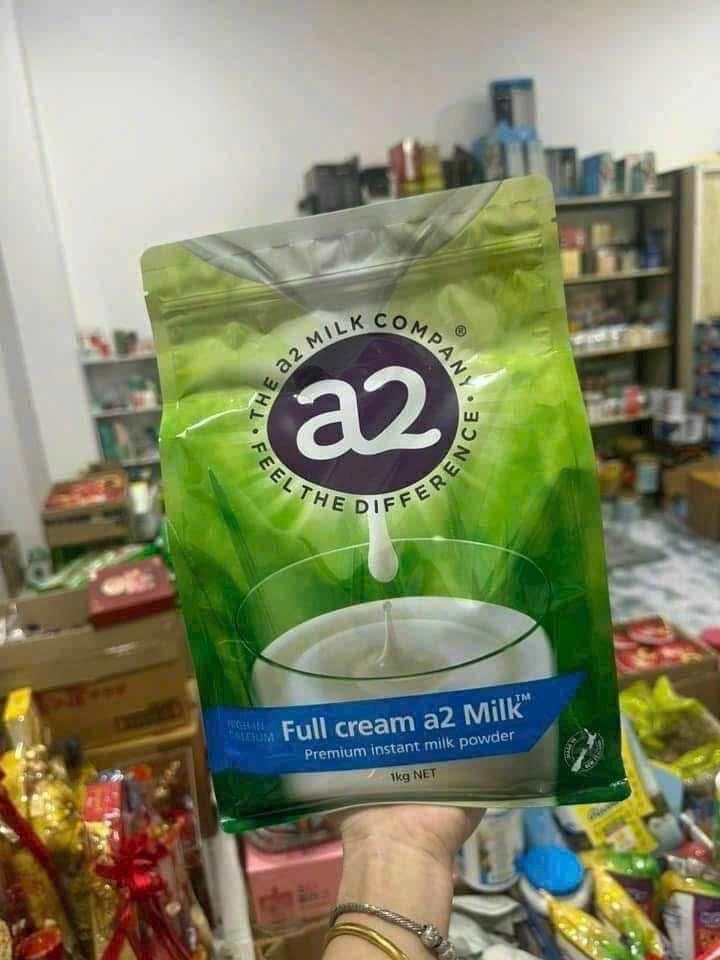 THE a2 MILK COMPANY ®
a2
• FEEL THE DIFFERENCE •
HIGH IN
CALCIUM
Full cream a2 Milk™
Premium instant milk powder
1kg NET